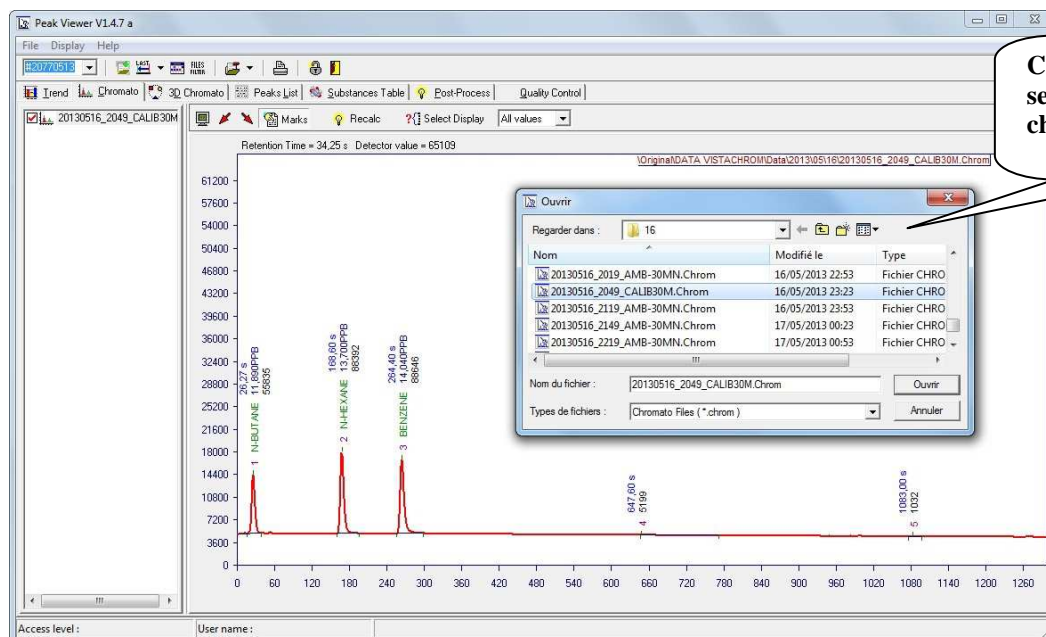 Peak Viewer V1.4.7 a
File Display Help
#20770513
LAST
FILES FILTER
Trend Chromato 3D Chromato Peaks List Substances Table Post-Process Quality Control
20130516_2049_CALIB30M
Marks Recalc ?{] Select Display All values
Retention Time = 34,25 s Detector value = 65109
\Original\DATA VISTACHROM\Data\2013\05\16\20130516_2049_CALIB30M.Chrom
61200
57600
54000
50400
46800
43200
39600
36000
32400
28800
25200
21600
18000
14400
10800
7200
3600
0
0 60 120 180 240 300 360 420 480 540 600 660 720 780 840 900 960 1020 1080 1140 1200 1260
26,27 s
1 N-BUTANE 11,890PPB
55835
168,60 s
2 N-HEXANE 13,700PPB
88392
264,40 s
3 BENZENE 14,040PPB
88646
647,60 s
4 5199
1083,00 s
5 1032
Ouvrir
Regarder dans : 16
Nom Modifié le Type
20130516_2019_AMB-30MN.Chrom 16/05/2013 22:53 Fichier CHRO
20130516_2049_CALIB30M.Chrom 16/05/2013 23:23 Fichier CHRO
20130516_2119_AMB-30MN.Chrom 16/05/2013 23:53 Fichier CHRO
20130516_2149_AMB-30MN.Chrom 17/05/2013 00:23 Fichier CHRO
20130516_2219_AMB-30MN.Chrom 17/05/2013 00:53 Fichier CHRO
Nom du fichier : 20130516_2049_CALIB30M.Chrom Ouvrir
Types de fichiers : Chromato Files ( *.chrom ) Annuler
C
se
ch
Access level : User name :